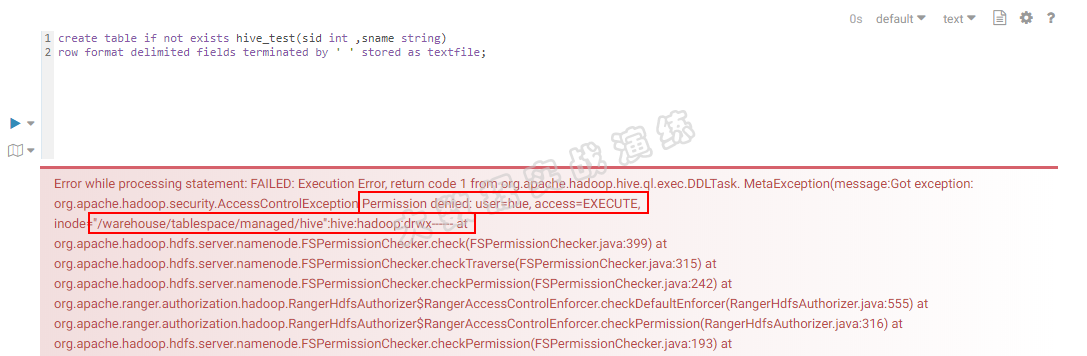 0s default text ?
1 create table if not exists hive_test(sid int ,sname string)
2 row format delimited fields terminated by ' ' stored as textfile;
Error while processing statement: FAILED: Execution Error, return code 1 from org.apache.hadoop.hive.ql.exec.DDLTask. MetaException(message:Got exception:
org.apache.hadoop.security.AccessControlException Permission denied: user=hue, access=EXECUTE,
inode="/warehouse/tablespace/managed/hive":hive:hadoop:drwx------ at
org.apache.hadoop.hdfs.server.namenode.FSPermissionChecker.check(FSPermissionChecker.java:399) at
org.apache.hadoop.hdfs.server.namenode.FSPermissionChecker.checkTraverse(FSPermissionChecker.java:315) at
org.apache.hadoop.hdfs.server.namenode.FSPermissionChecker.checkPermission(FSPermissionChecker.java:242) at
org.apache.ranger.authorization.hadoop.RangerHdfsAuthorizer$RangerAccessControlEnforcer.checkDefaultEnforcer(RangerHdfsAuthorizer.java:555) at
org.apache.ranger.authorization.hadoop.RangerHdfsAuthorizer$RangerAccessControlEnforcer.checkPermission(RangerHdfsAuthorizer.java:316) at
org.apache.hadoop.hdfs.server.namenode.FSPermissionChecker.checkPermission(FSPermissionChecker.java:193) at